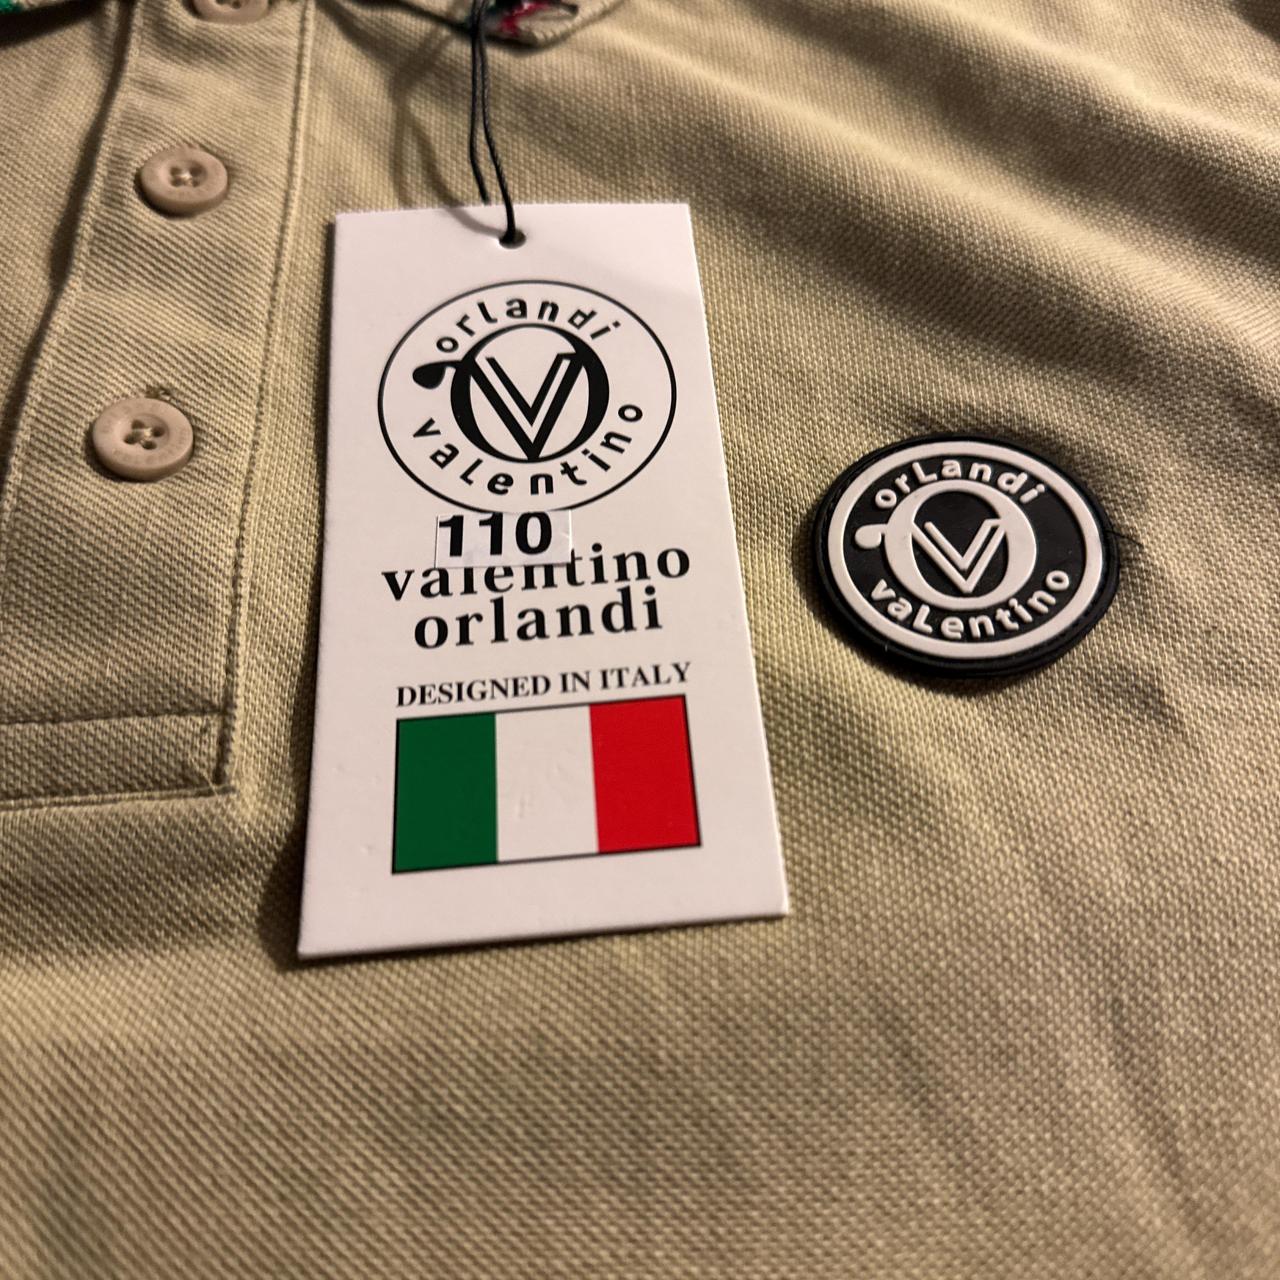 orLandi
V
vaLentino
110
valentino
orlandi
DESIGNED IN ITALY
orLandi
V
vaLentino